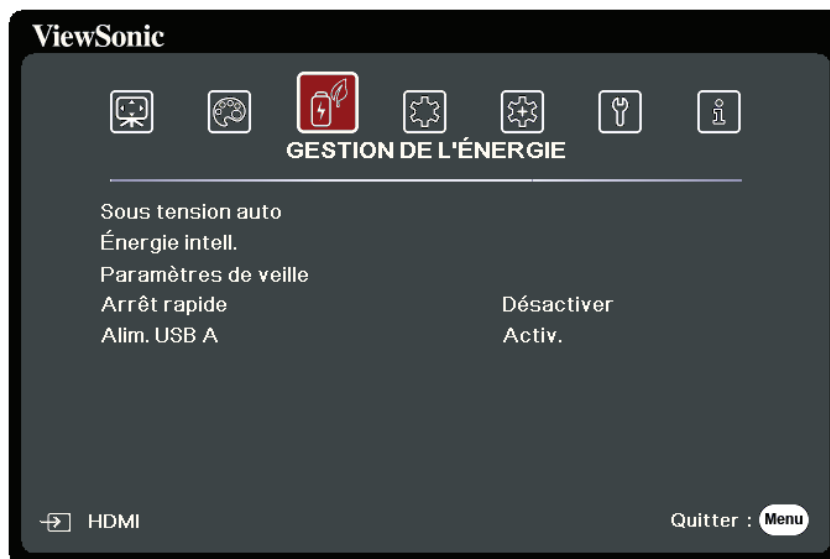 ViewSonic
GESTION DE L'ÉNERGIE
Sous tension auto
Énergie intell.
Paramètres de veille
Arrêt rapide Désactiver
Alim. USB A Activ.
HDMI Quitter : Menu